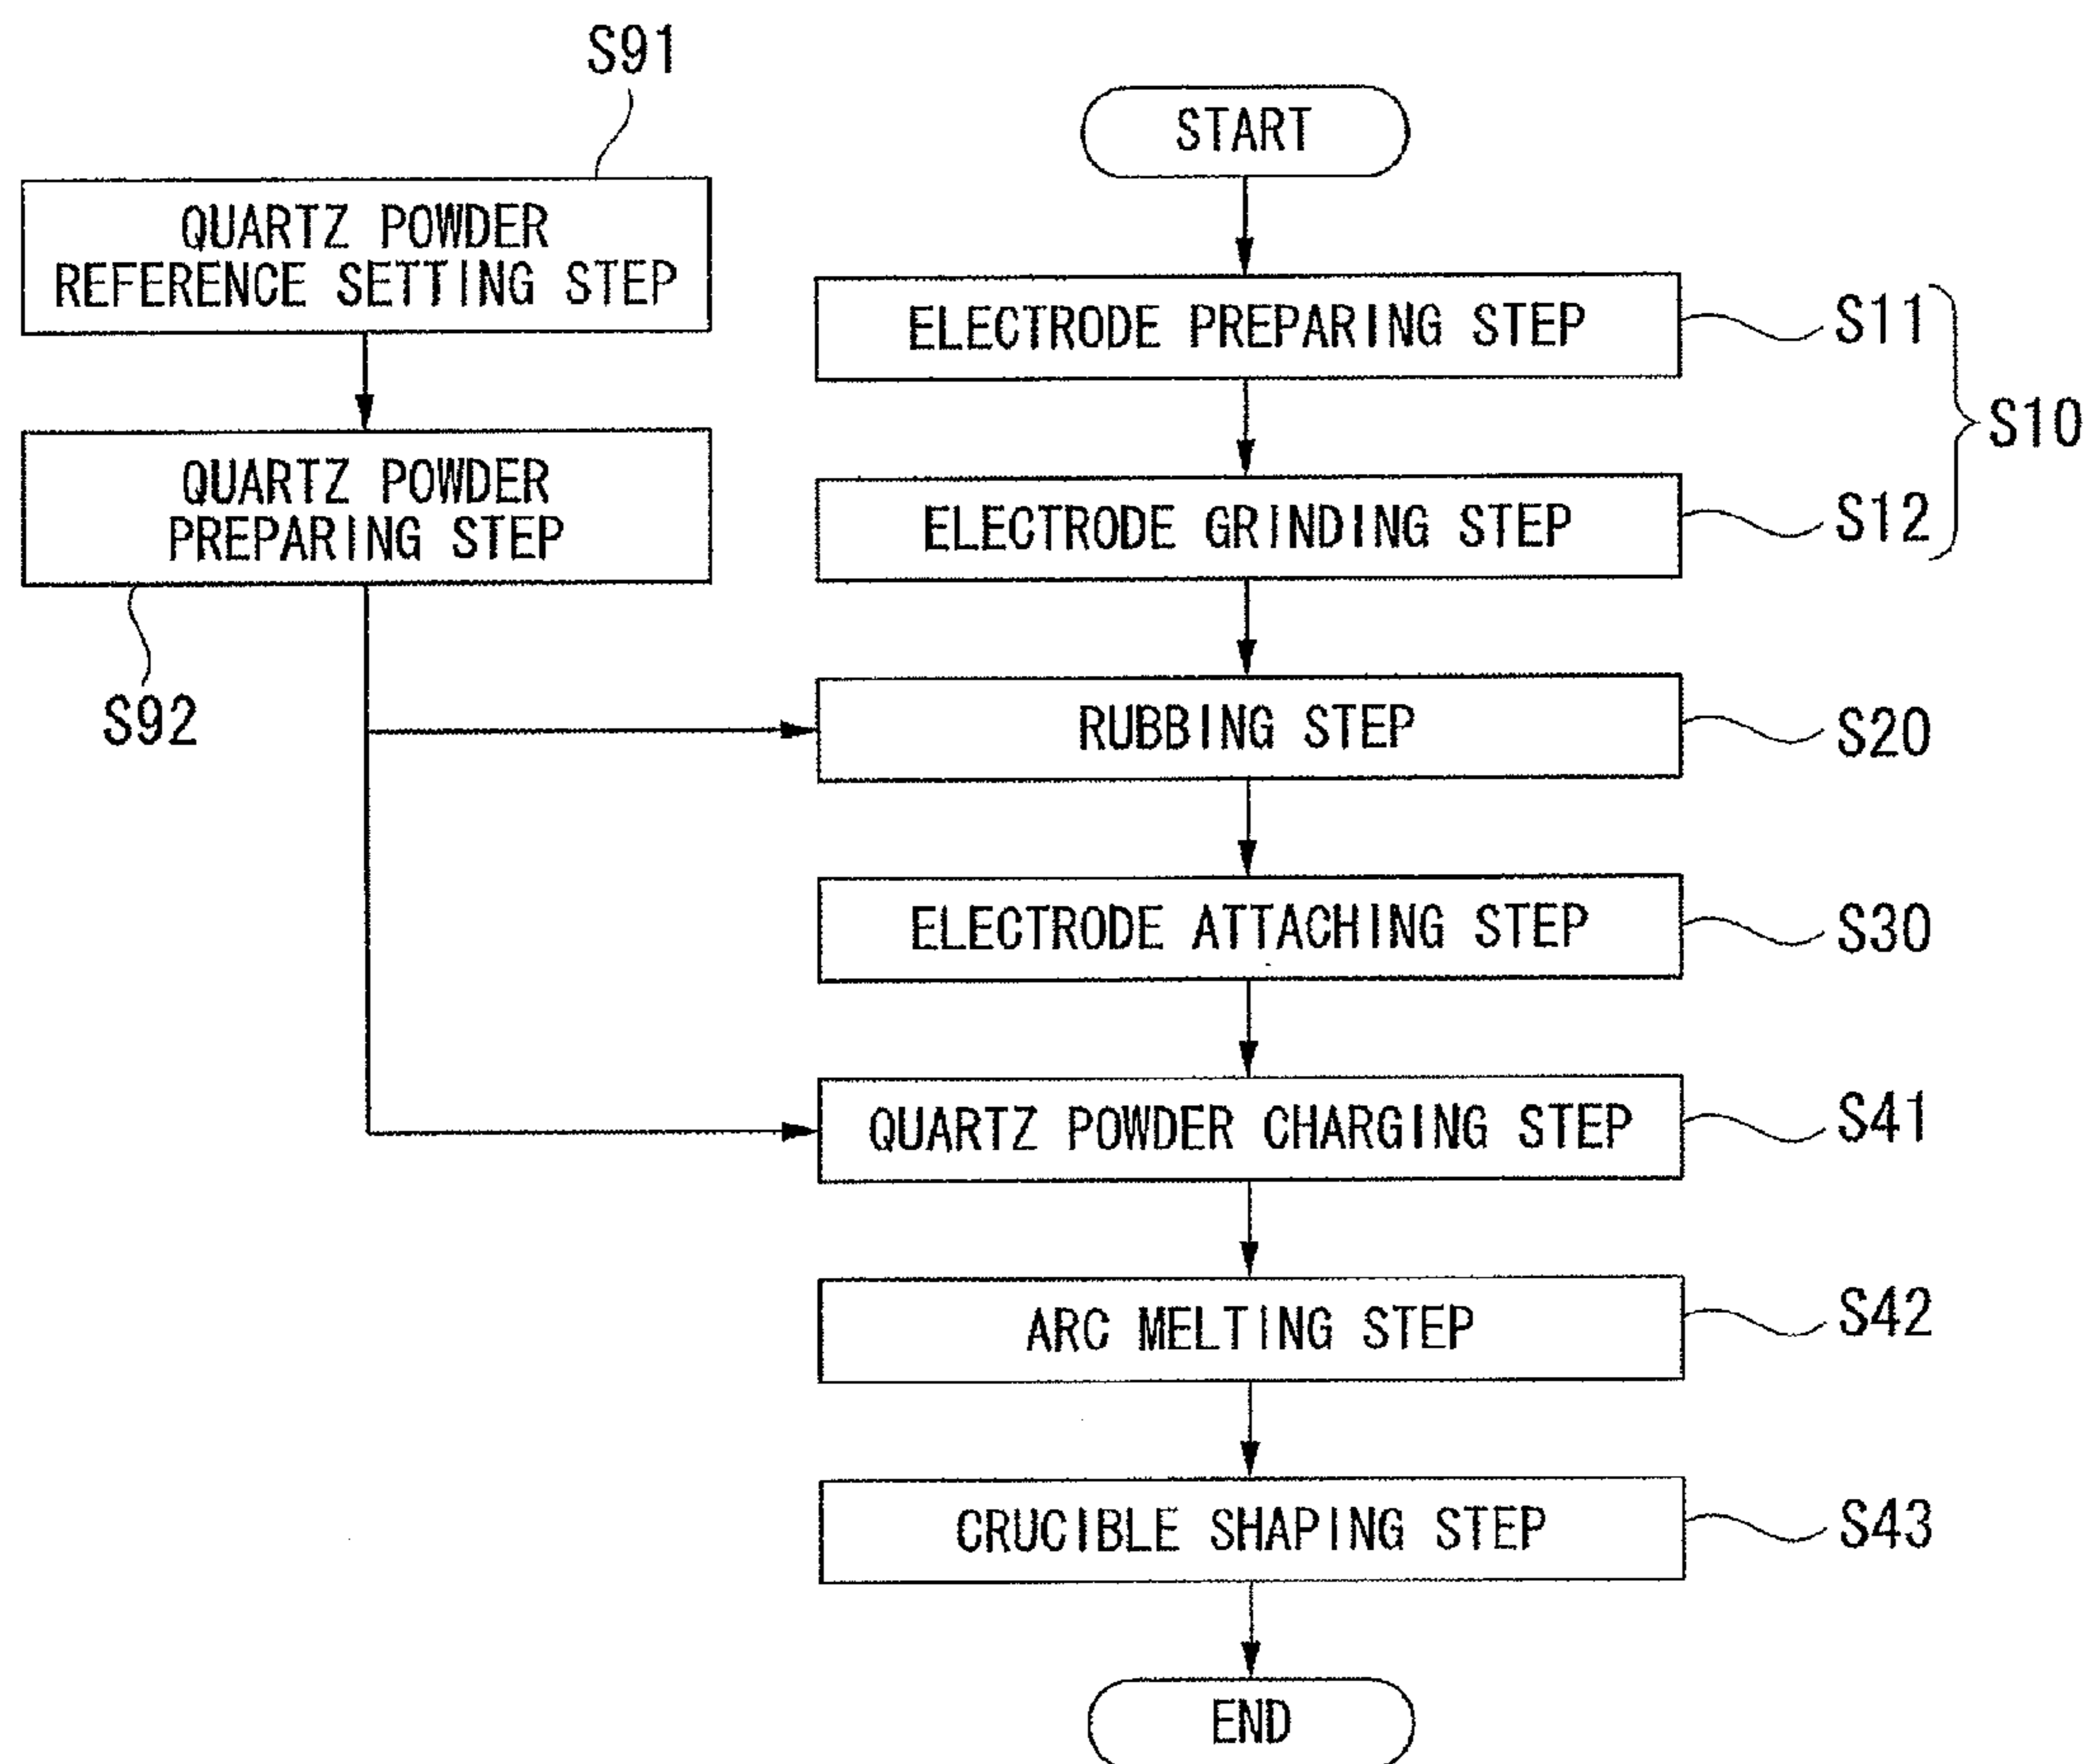 S91
START
QUARTZ POWDER
REFERENCE SETTING STEP
ELECTRODE PREPARING STEP
S11
S10
QUARTZ POWDER
PREPARING STEP
ELECTRODE GRINDING STEP
S12
S92
RUBBING STEP
S20
ELECTRODE ATTACHING STEP
S30
QUARTZ POWDER CHARGING STEP
S41
ARC MELTING STEP
S42
CRUCIBLE SHAPING STEP
S43
END